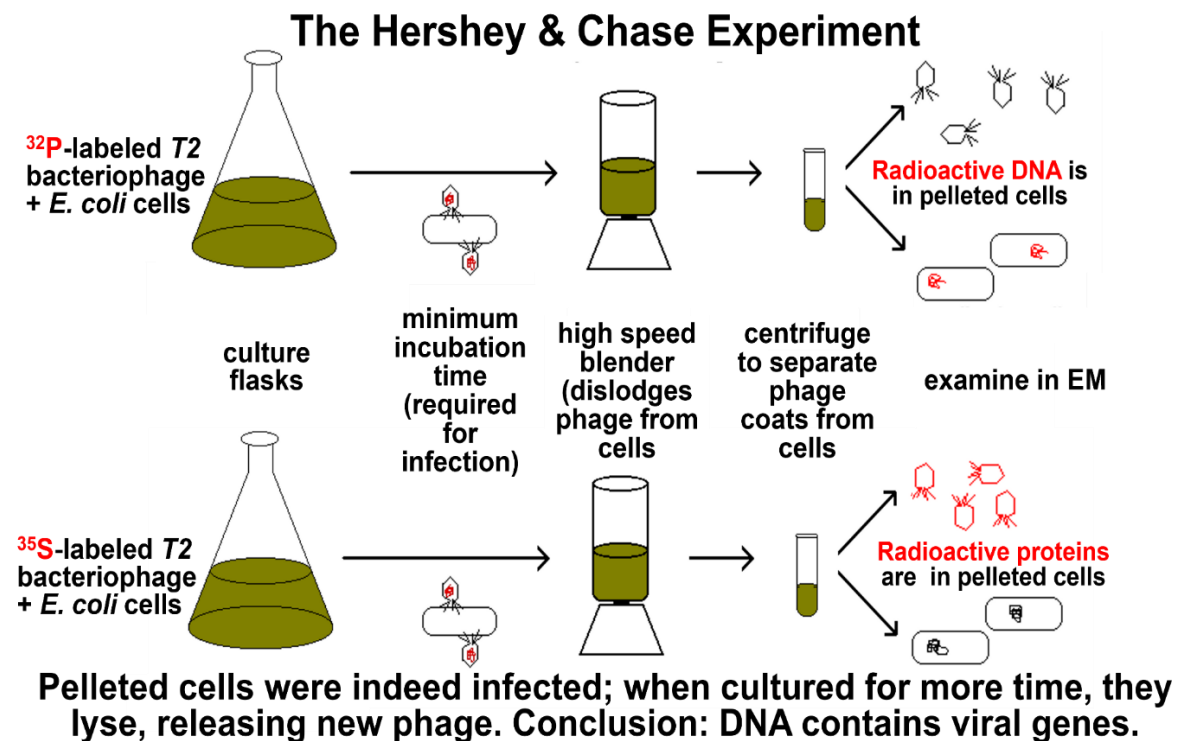 The Hershey & Chase Experiment
³²P-labeled T2
bacteriophage
+ E. coli cells
Radioactive DNA is
in pelleted cells
culture
flasks
minimum
incubation
time
(required
for
infection)
high speed
blender
(dislodges
phage from
cells
centrifuge
to separate
phage
coats from
cells
examine in EM
³⁵S-labeled T2
bacteriophage
+ E. coli cells
Radioactive proteins
are in pelleted cells
Pelleted cells were indeed infected; when cultured for more time, they
lyse, releasing new phage. Conclusion: DNA contains viral genes.